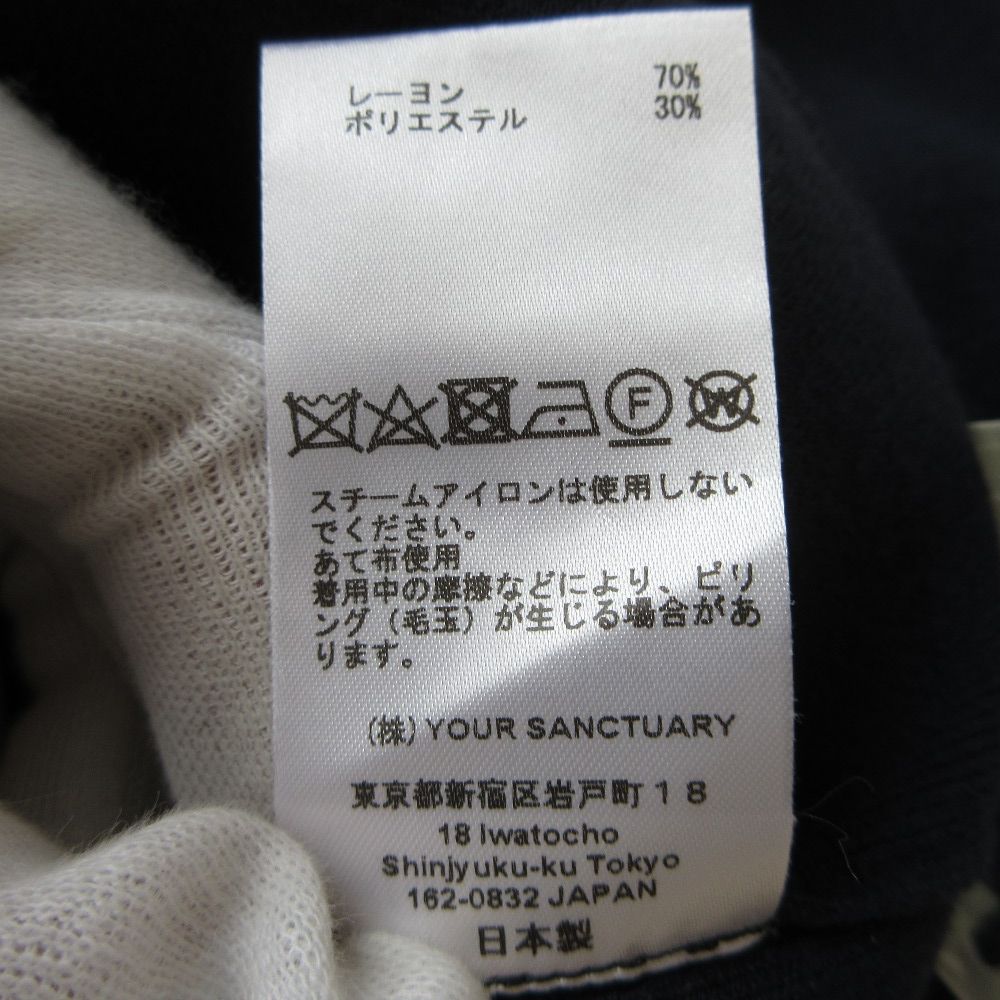 レーヨン 70%
ポリエステル 30%
F W
スチームアイロンは使用しない
でください。
あて布使用
着用中の摩擦などにより、ピリ
ング（毛玉）が生じる場合があ
ります。
(株) YOUR SANCTUARY
東京都新宿区岩戸町１８
18 Iwatocho
Shinjyuku-ku Tokyo
162-0832 JAPAN
日本製